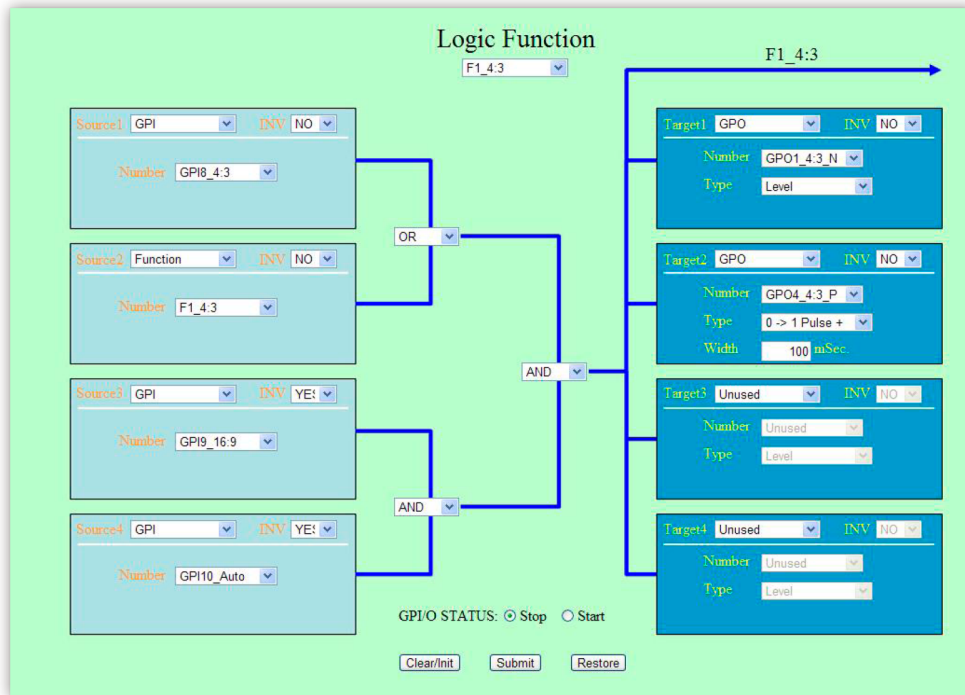 Logic Function
F1_4:3
F1_4:3
Source1 GPI INV NO
Number GPI8_4:3
Source2 Function INV NO
Number F1_4:3
Source3 GPI INV YES
Number GPI9_16:9
Source4 GPI INV YES
Number GPI10_Auto
OR
AND
AND
Target1 GPO INV NO
Number GPO1_4:3_N
Type Level
Target2 GPO INV NO
Number GPO4_4:3_P
Type 0 -> 1 Pulse +
Width 100 mSec.
Target3 Unused INV NO
Number Unused
Type Level
Target4 Unused INV NO
Number Unused
Type Level
GPI/O STATUS: Stop Start
Clear/Init Submit Restore